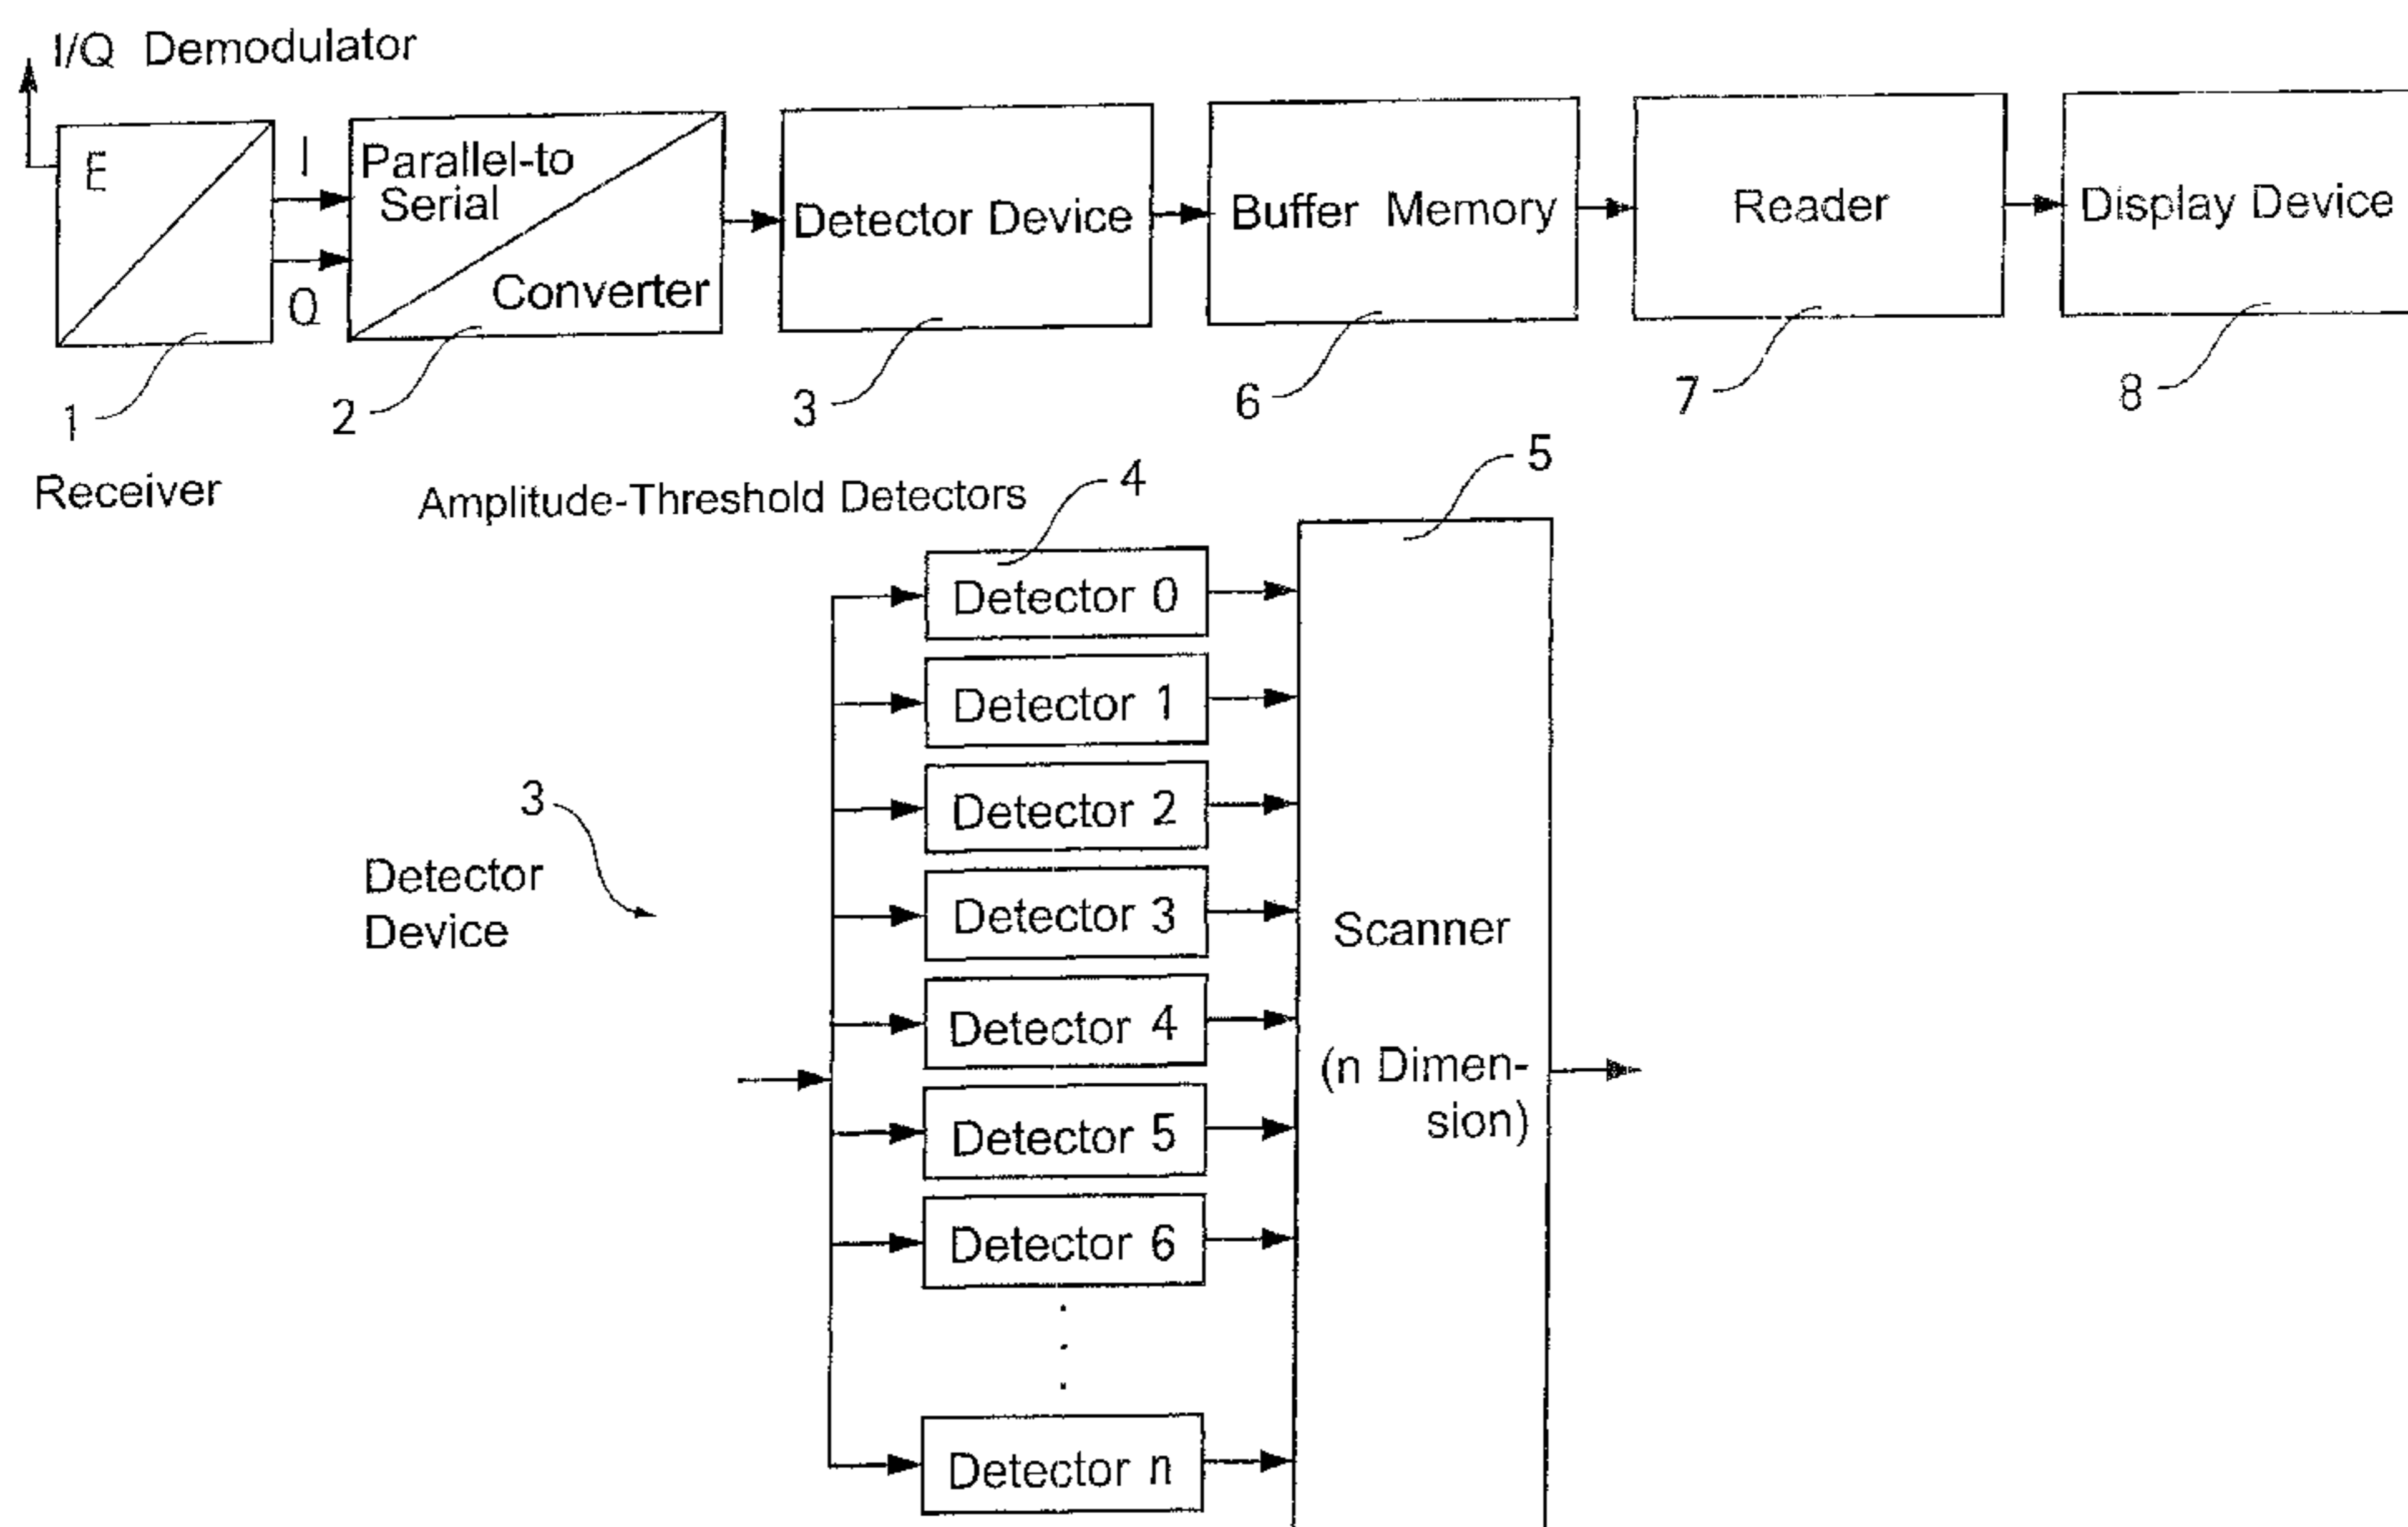 I/Q Demodulator
E
I
Q
Parallel-to
Serial
Converter
Detector Device
Buffer Memory
Reader
Display Device
1
2
3
6
7
8
Receiver
Amplitude-Threshold Detectors
4
5
Detector 0
Detector 1
Detector 2
3
Detector
Device
Detector 3
Scanner
Detector 4
(n Dimen-
sion)
Detector 5
Detector 6
Detector n